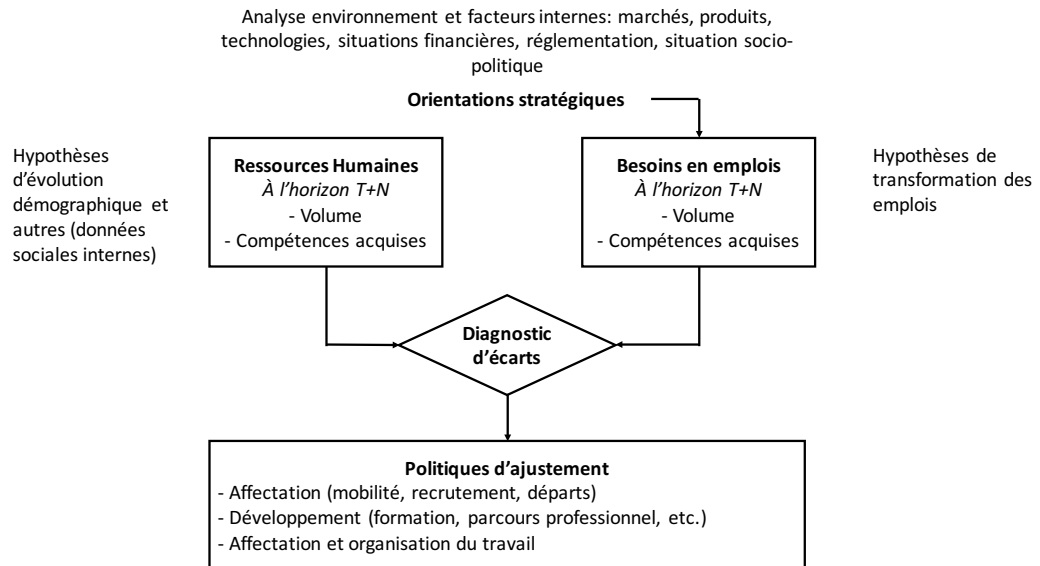 Analyse environnement et facteurs internes: marchés, produits,
technologies, situations financières, réglementation, situation socio-
politique
Orientations stratégiques
Hypothèses
d'évolution
démographique et
autres (données
sociales internes)
Ressources Humaines
À l'horizon T+N
- Volume
- Compétences acquises
Besoins en emplois
À l'horizon T+N
- Volume
- Compétences acquises
Hypothèses de
transformation des
emplois
Diagnostic
d'écarts
Politiques d'ajustement
- Affectation (mobilité, recrutement, départs)
- Développement (formation, parcours professionnel, etc.)
- Affectation et organisation du travail